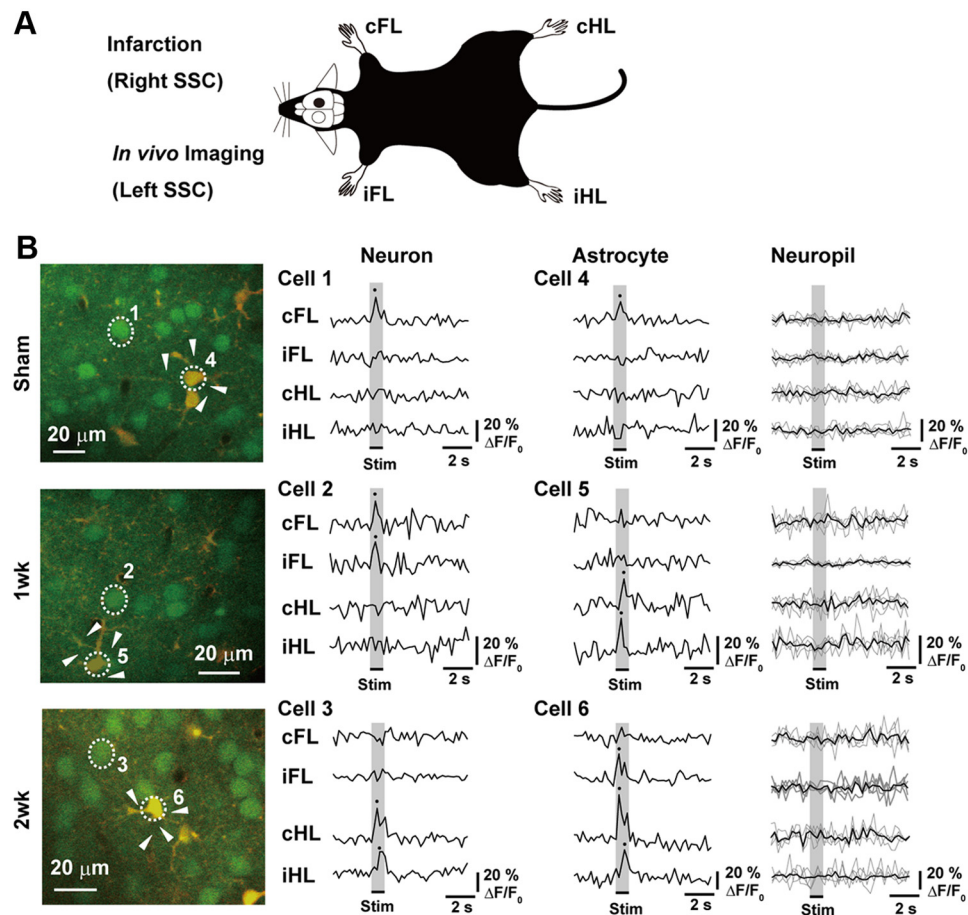 A
Infarction
(Right SSC)
In vivo Imaging
(Left SSC)
cFL
cHL
iFL
iHL
B
Neuron
Astrocyte
Neuropil
Sham
1
4
20 μm
Cell 1
Cell 4
cFL
iFL
cHL
iHL
20 %
ΔF/F0
Stim
2 s
20 %
ΔF/F0
Stim
2 s
20 %
ΔF/F0
Stim
2 s
1wk
2
5
20 μm
Cell 2
Cell 5
cFL
iFL
cHL
iHL
20 %
ΔF/F0
Stim
2 s
20 %
ΔF/F0
Stim
2 s
20 %
ΔF/F0
Stim
2 s
2wk
3
6
20 μm
Cell 3
Cell 6
cFL
iFL
cHL
iHL
20 %
ΔF/F0
Stim
2 s
20 %
ΔF/F0
Stim
2 s
20 %
ΔF/F0
Stim
2 s